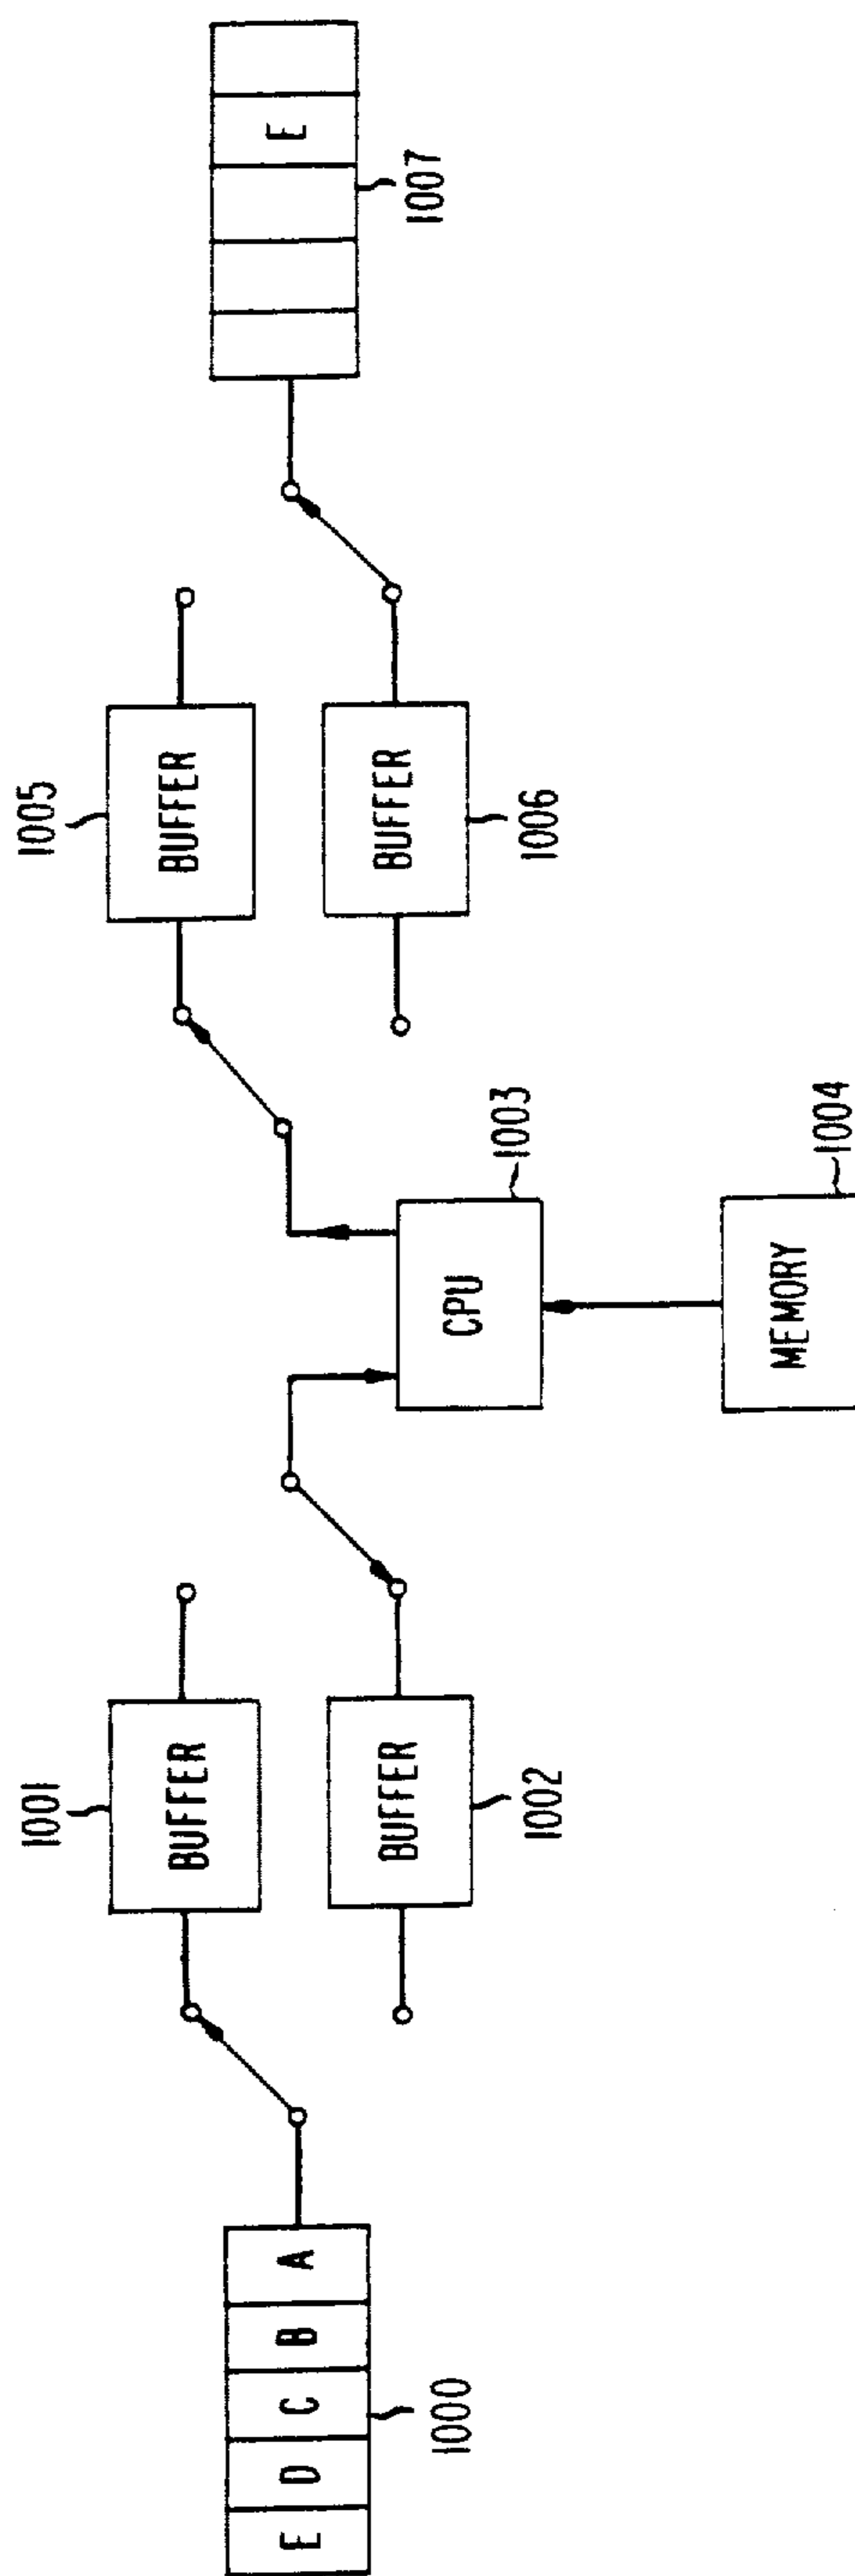 1001
1005
BUFFER
BUFFER
E
E D C B A
1000
1007
BUFFER
BUFFER
1002
1006
CPU
1003
MEMORY
1004